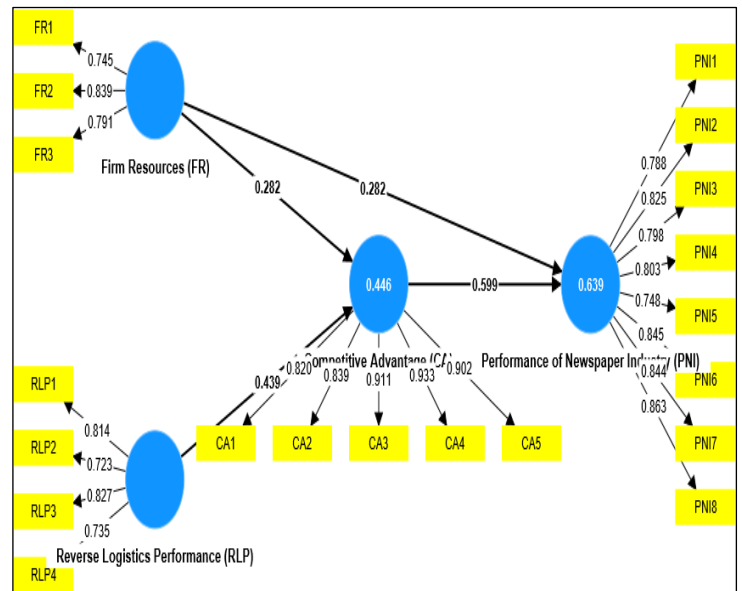 FR1
0.745
FR2
0.839
0.791
FR3
Firm Resources (FR)
0.282
0.282
PNI1
PNI2
0.788
0.825
PNI3
0.798
PNI4
0.803
0.748
PNI5
0.845
PNI6
0.844
0.863
PNI7
PNI8
0.446
0.599
0.639
Competitive Advantage (CA)
Performance of Newspaper Industry (PNI)
0.439
0.820
0.839
0.911
0.933
0.902
CA1
CA2
CA3
CA4
CA5
RLP1
0.814
RLP2
0.723
RLP3
0.827
0.735
RLP4
Reverse Logistics Performance (RLP)